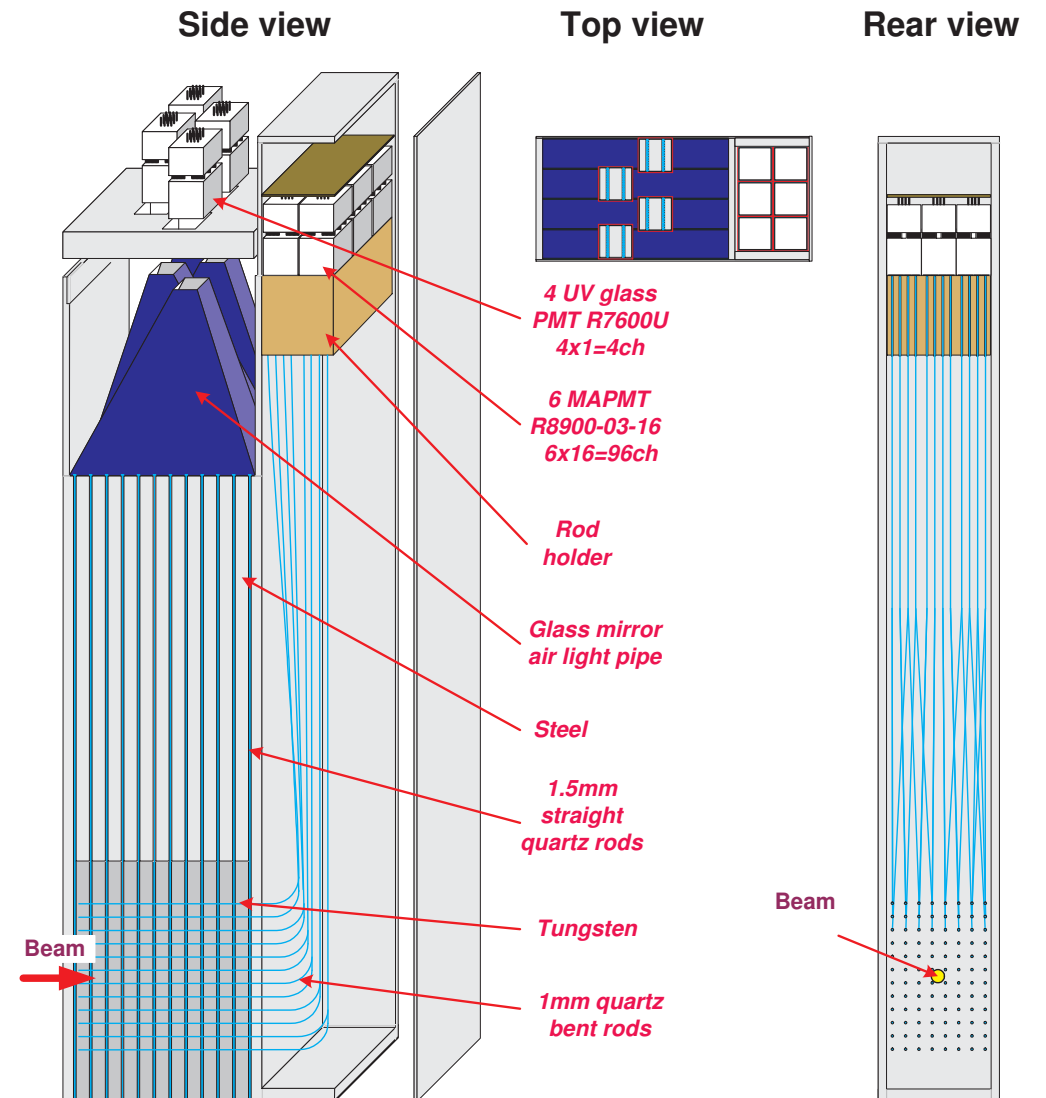 Side view
Top view
Rear view
4 UV glass
PMT R7600U
4x1=4ch
6 MAPMT
R8900-03-16
6x16=96ch
Rod
holder
Glass mirror
air light pipe
Steel
1.5mm
straight
quartz rods
Tungsten
1mm quartz
bent rods
Beam
Beam